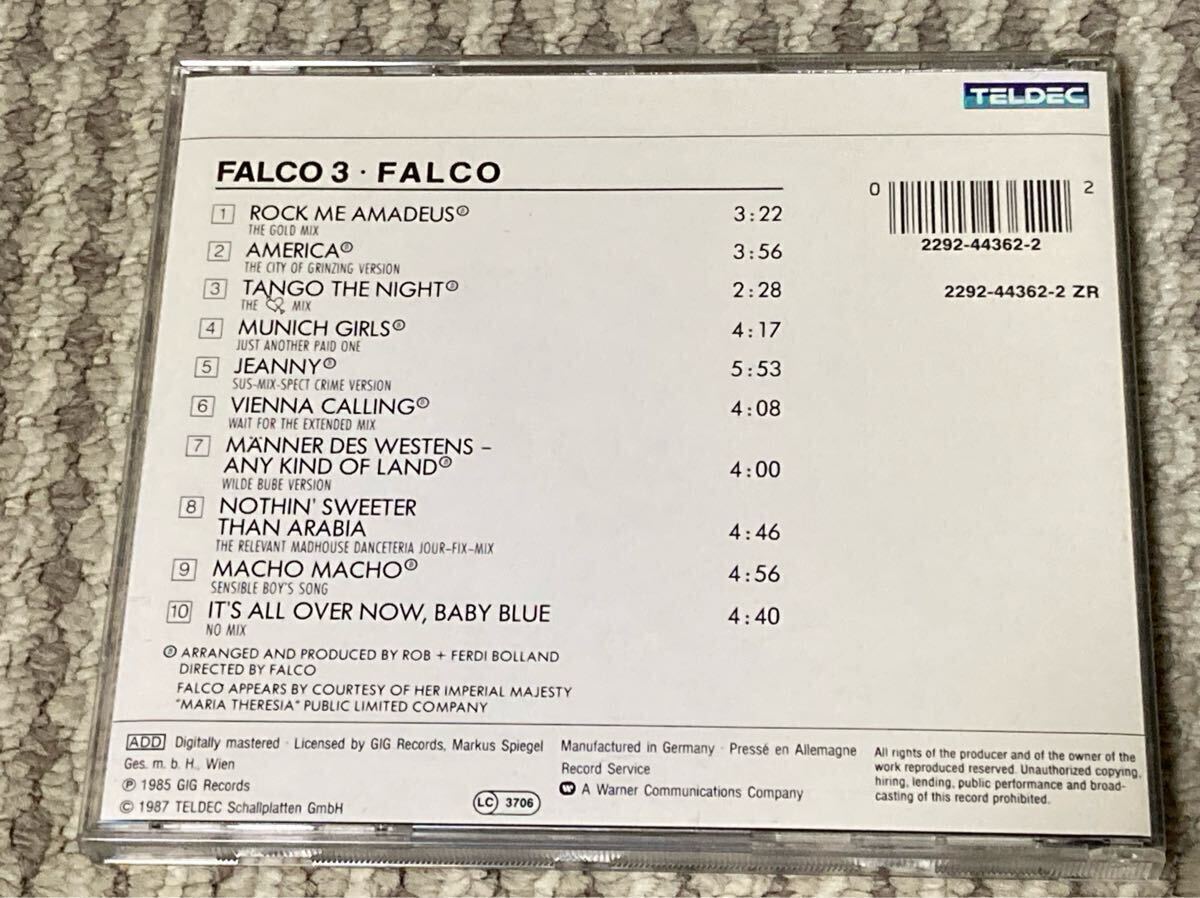 TELDEC
FALCO 3 · FALCO
0 2
2292-44362-2
2292-44362-2 ZR
1 ROCK ME AMADEUS® 3:22
THE GOLD MIX
2 AMERICA® 3:56
THE CITY OF GRINZING VERSION
3 TANGO THE NIGHT® 2:28
THE MIX
4 MUNICH GIRLS® 4:17
JUST ANOTHER PAID ONE
5 JEANNY® 5:53
SUS-MIX-SPECT CRIME VERSION
6 VIENNA CALLING® 4:08
WAIT FOR THE EXTENDED MIX
7 MÄNNER DES WESTENS –
ANY KIND OF LAND® 4:00
WILDE BUBE VERSION
8 NOTHIN' SWEETER
THAN ARABIA 4:46
THE RELEVANT MADHOUSE DANCETERIA JOUR-FIX-MIX
9 MACHO MACHO® 4:56
SENSIBLE BOY'S SONG
10 IT'S ALL OVER NOW, BABY BLUE 4:40
NO MIX
® ARRANGED AND PRODUCED BY ROB + FERDI BOLLAND
DIRECTED BY FALCO
FALCO APPEARS BY COURTESY OF HER IMPERIAL MAJESTY
"MARIA THERESIA" PUBLIC LIMITED COMPANY
ADD Digitally mastered · Licensed by GIG Records, Markus Spiegel
Ges. m. b. H., Wien
℗ 1985 GIG Records
© 1987 TELDEC Schallplatten GmbH
LC 3706
Manufactured in Germany · Pressé en Allemagne
Record Service
W A Warner Communications Company
All rights of the producer and of the owner of the
work reproduced reserved. Unauthorized copying,
hiring, lending, public performance and broad-
casting of this record prohibited.